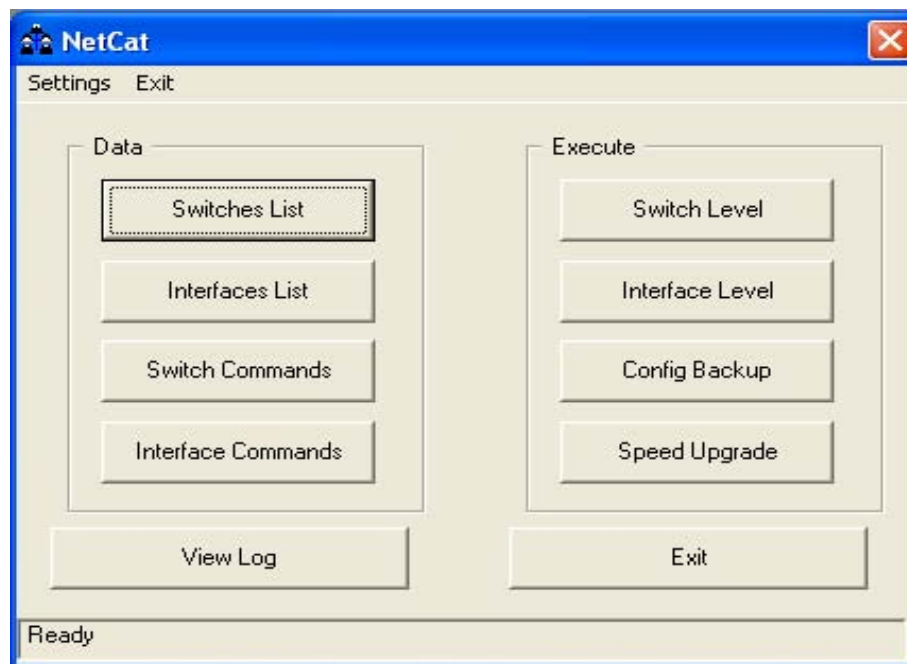 NetCat
Settings Exit
Data
Switches List
Interfaces List
Switch Commands
Interface Commands
Execute
Switch Level
Interface Level
Config Backup
Speed Upgrade
View Log
Exit
Ready